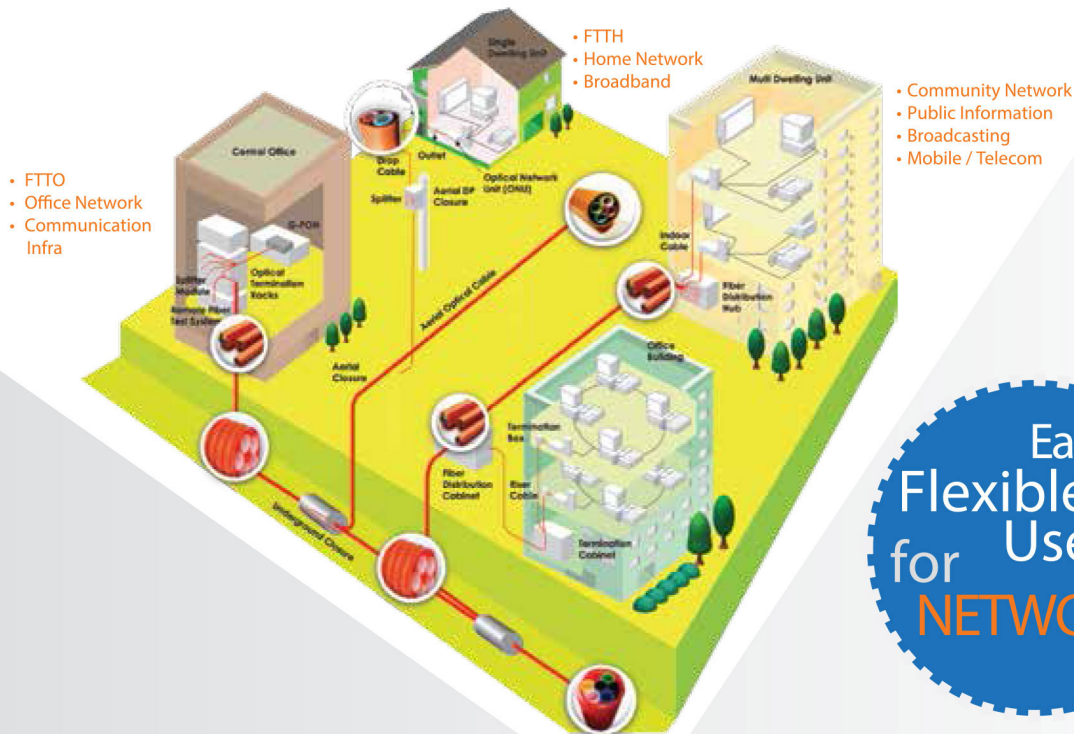 • FTTH
• Home Network
• Broadband
Single
Dwelling Unit
Multi Dwelling Unit
• Community Network
• Public Information
• Broadcasting
• Mobile / Telecom
Central Office
Drop
Cable
Outlet
Optical Network
Unit (ONU)
Splitter
Aerial DP
Closure
• FTTO
• Office Network
• Communication
Infra
G-PON
Optical
Termination
Racks
Splitter
Module
Remote Fiber
Test System
Indoor
Cable
Fiber
Distribution
Hub
Aerial Optical Cable
Aerial
Closure
Office
Building
Termination
Box
Fiber
Distribution
Cabinet
Riser
Cable
Termination
Cabinet
Underground Closure
Flexible
for